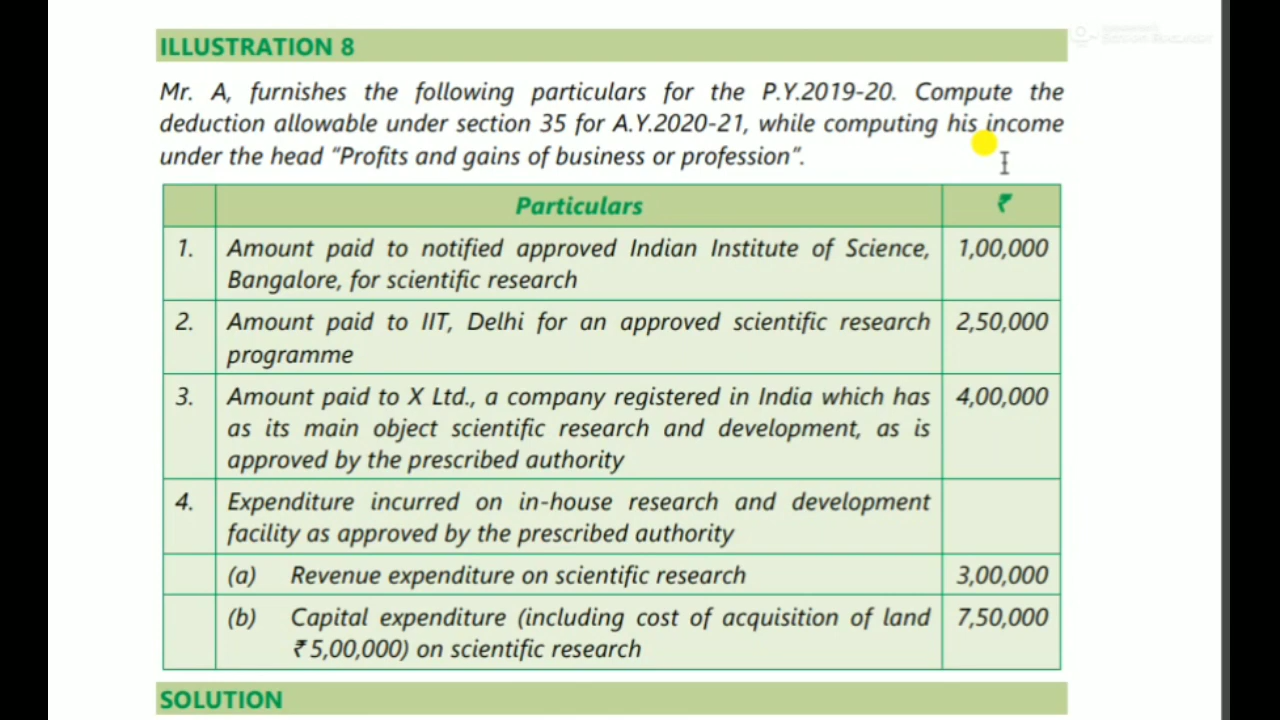 ILLUSTRATION 8
Mr. A, furnishes the following particulars for the P.Y.2019-20. Compute the
deduction allowable under section 35 for A.Y.2020-21, while computing his income
under the head “Profits and gains of business or profession”.
Particulars ₹
1. Amount paid to notified approved Indian Institute of Science, 1,00,000
Bangalore, for scientific research
2. Amount paid to IIT, Delhi for an approved scientific research 2,50,000
programme
3. Amount paid to X Ltd., a company registered in India which has 4,00,000
as its main object scientific research and development, as is
approved by the prescribed authority
4. Expenditure incurred on in-house research and development
facility as approved by the prescribed authority
(a) Revenue expenditure on scientific research 3,00,000
(b) Capital expenditure (including cost of acquisition of land 7,50,000
₹ 5,00,000) on scientific research
SOLUTION